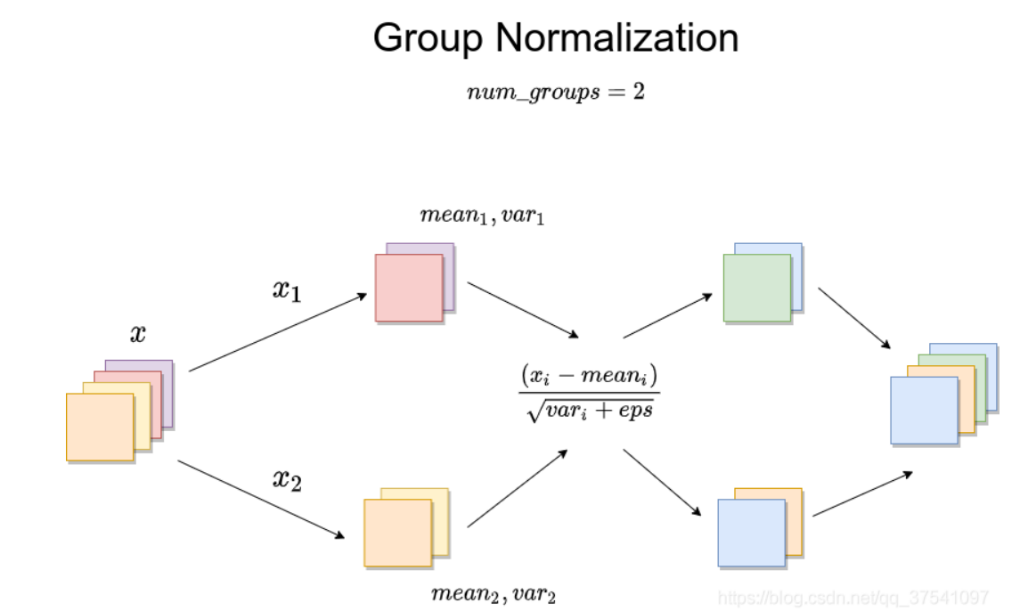 Group Normalization
num_groups = 2
mean₁, var₁
x₁
x
(xᵢ − meanᵢ)
√varᵢ + eps
x₂
mean₂, var₂
https://blog.csdn.net/qq_37541097